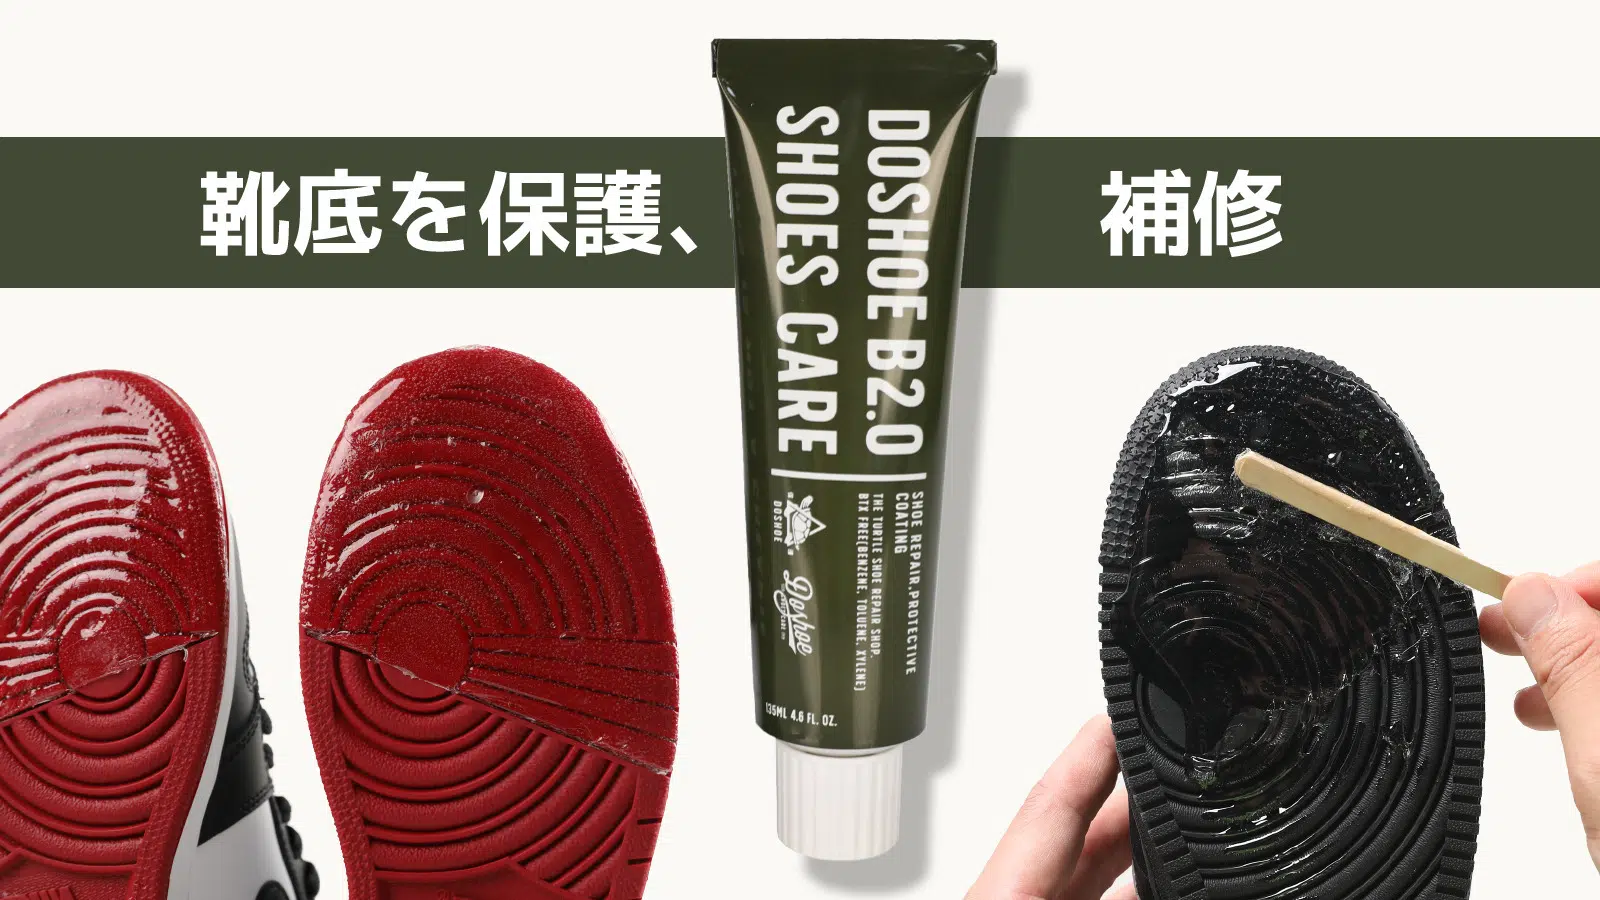 靴底を保護、
補修
DOSHOE B2.0
SHOES CARE
SHOE REPAIR.PROTECTIVE
COATING
THE TURTLE SHOE REPAIR SHOP.
BTX FREE(BENZENE, TOLUENE, XYLENE)
DOSHOE
Doshoe
135ML 4.6 FL. OZ.